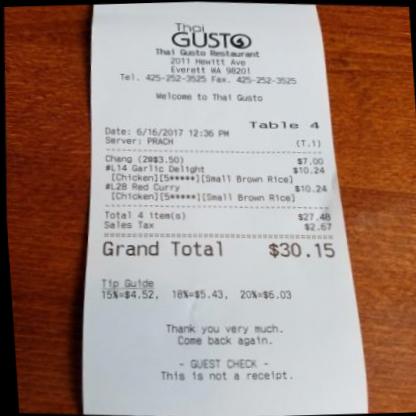 Thai
GUSTO
Thai Gusto Restaurant
2011 Hewitt Ave
Everett WA 98201
Tel. 425-252-3525 Fax. 425-252-3525
Welcome to Thai Gusto
Table 4
Date: 6/16/2017 12:36 PM
Server: PRACH (T.1)
Chang (2@$3.50) $7.00
#L14 Garlic Delight $10.24
[Chicken][5*****][Small Brown Rice]
#L28 Red Curry $10.24
[Chicken][5*****][Small Brown Rice]
Total 4 item(s) $27.48
Sales Tax $2.67
Grand Total $30.15
Tip Guide
15%=$4.52, 18%=$5.43, 20%=$6.03
Thank you very much.
Come back again.
- GUEST CHECK -
This is not a receipt.